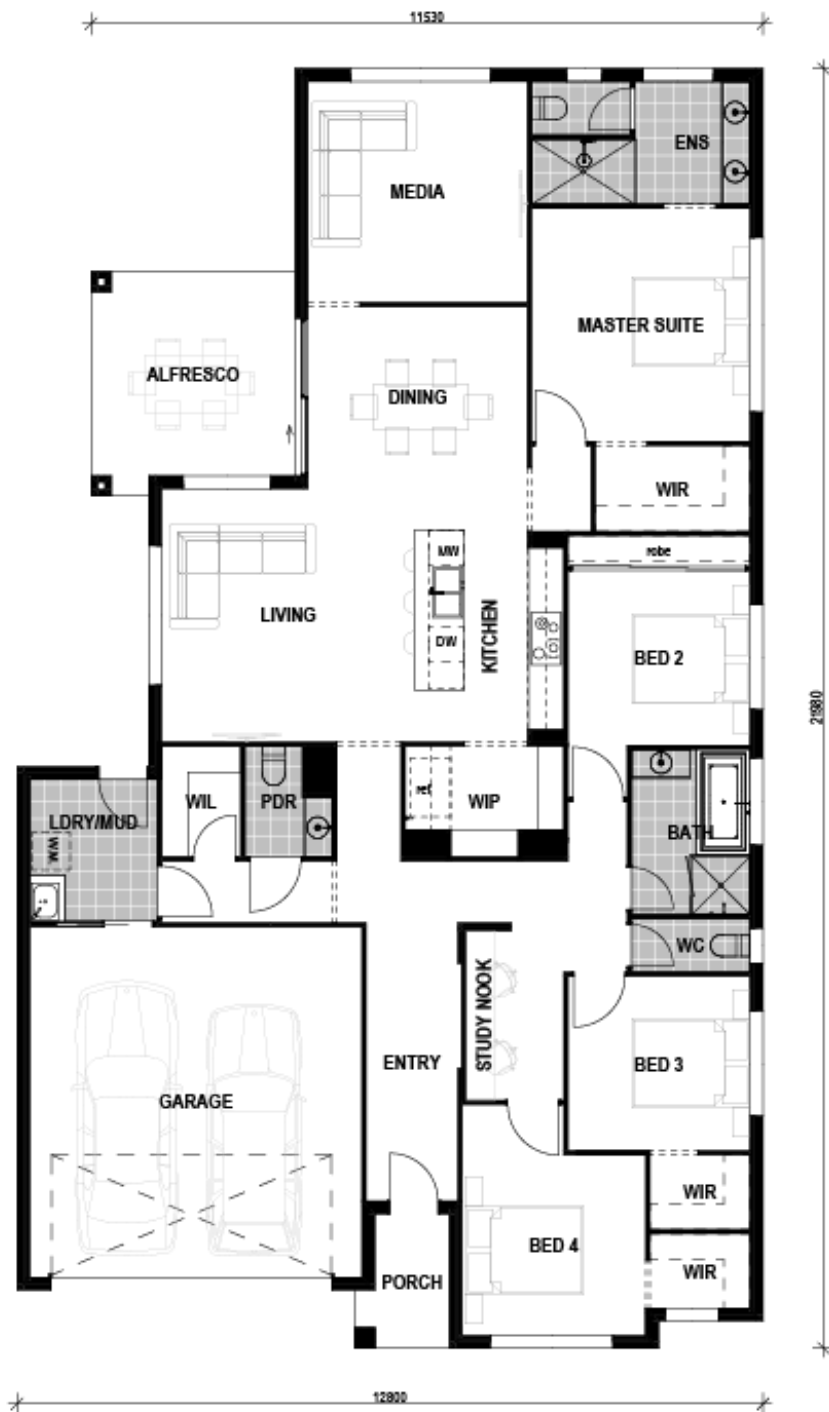 11530
ENS
MEDIA
MASTER SUITE
ALFRESCO
DINING
WIR
MW
robe
LIVING
KITCHEN
DW
BED 2
21980
ref
WIL
PDR
WIP
LDRY/MUD
WM
BATH
WC
STUDY NOOK
ENTRY
BED 3
GARAGE
WIR
BED 4
WIR
PORCH
12800